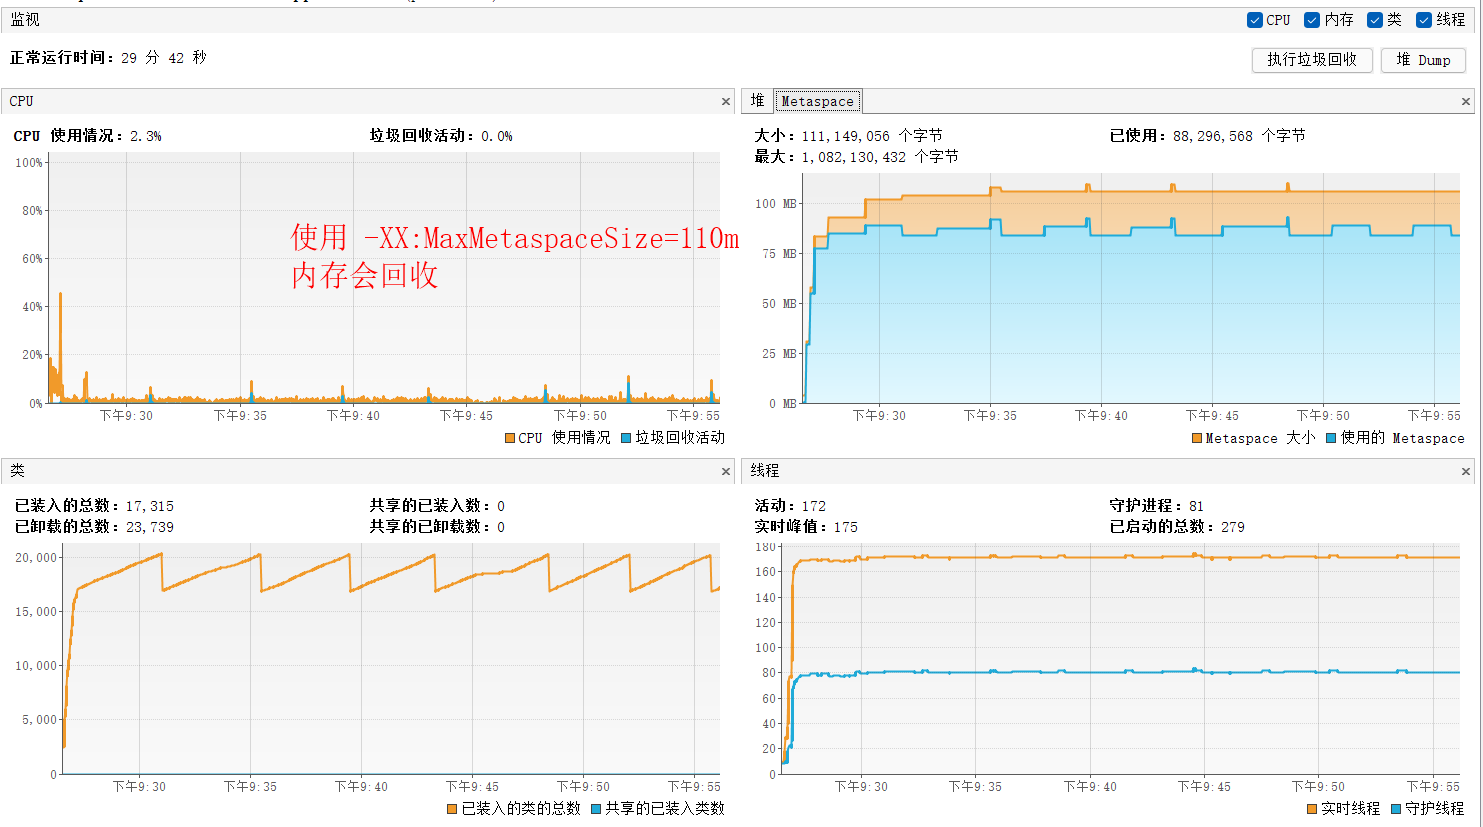 监视
CPU 内存 类 线程
正常运行时间: 29 分 42 秒
执行垃圾回收 堆 Dump
CPU ×
CPU 使用情况: 2.3% 垃圾回收活动: 0.0%
100%
80%
60%
40%
20%
0%
使用 -XX:MaxMetaspaceSize=110m
内存会回收
下午9:30 下午9:35 下午9:40 下午9:45 下午9:50 下午9:55
CPU 使用情况 垃圾回收活动
堆 Metaspace ×
大小: 111,149,056 个字节 已使用: 88,296,568 个字节
最大: 1,082,130,432 个字节
100 MB
75 MB
50 MB
25 MB
0 MB
下午9:30 下午9:35 下午9:40 下午9:45 下午9:50 下午9:55
Metaspace 大小 使用的 Metaspace
类 ×
已装入的总数: 17,315 共享的已装入数: 0
已卸载的总数: 23,739 共享的已卸载数: 0
20,000
15,000
10,000
5,000
0
下午9:30 下午9:35 下午9:40 下午9:45 下午9:50 下午9:55
已装入的类的总数 共享的已装入类数
线程 ×
活动: 172 守护进程: 81
实时峰值: 175 已启动的总数: 279
180
160
140
120
100
80
60
40
20
0
下午9:30 下午9:35 下午9:40 下午9:45 下午9:50 下午9:55
实时线程 守护线程